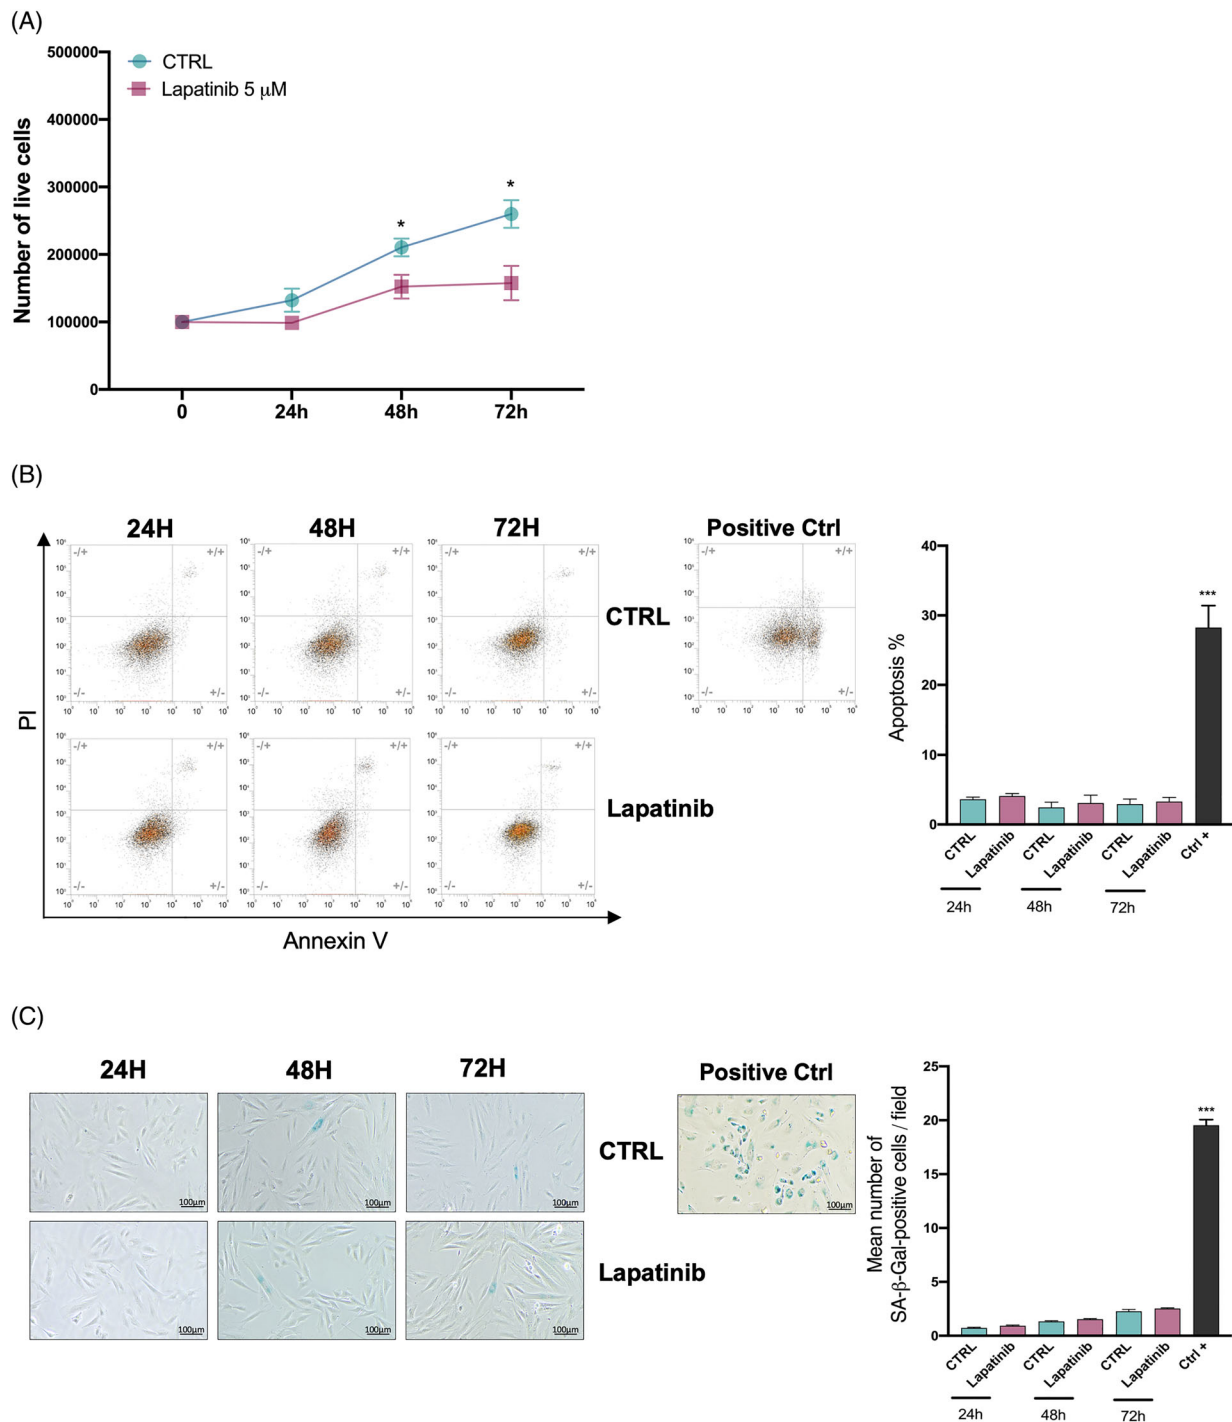 (A)
500000
400000
300000
200000
100000
0
Number of live cells
CTRL
Lapatinib 5 μM
*
*
0 24h 48h 72h
(B)
24H 48H 72H Positive Ctrl
-/+ +/+ -/+ +/+ -/+ +/+ -/+ +/+
-/- +/- -/- +/- -/- +/- -/- +/-
CTRL
-/+ +/+ -/+ +/+ -/+ +/+
-/- +/- -/- +/- -/- +/-
Lapatinib
PI
Annexin V
Apoptosis %
40
30
20
10
0
***
CTRL Lapatinib CTRL Lapatinib CTRL Lapatinib Ctrl +
24h 48h 72h
(C)
24H 48H 72H Positive Ctrl
100μm 100μm 100μm 100μm
CTRL
100μm 100μm 100μm
Lapatinib
Mean number of
SA-β-Gal-positive cells / field
25
20
15
10
5
0
***
CTRL Lapatinib CTRL Lapatinib CTRL Lapatinib Ctrl +
24h 48h 72h